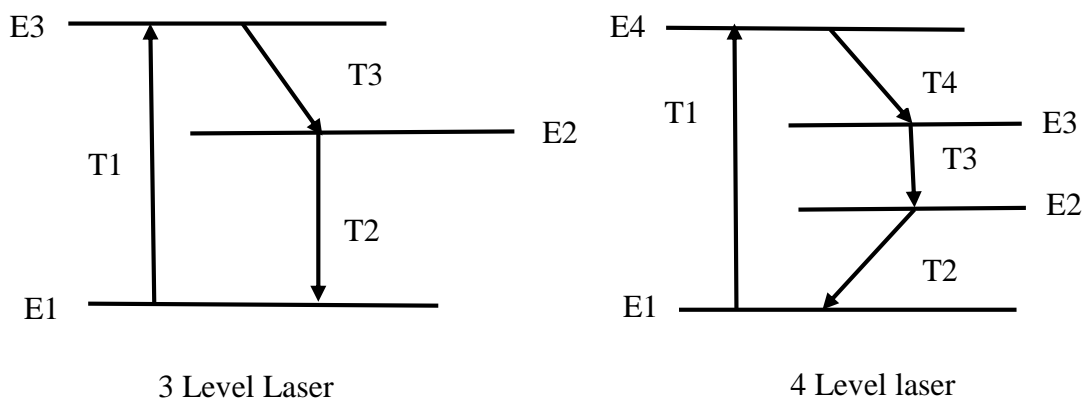 E3
T3
E2
T1
T2
E1
3 Level Laser
E4
T4
T1
E3
T3
E2
T2
E1
4 Level laser